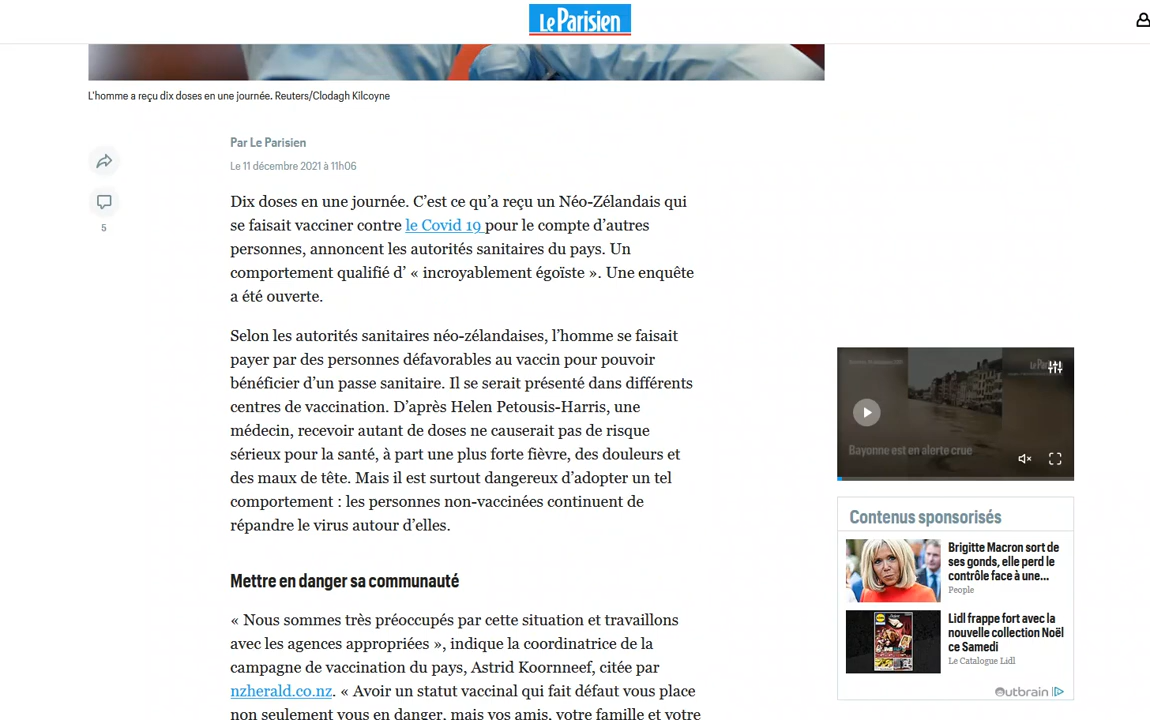 Le Parisien
L'homme a reçu dix doses en une journée. Reuters/Clodagh Kilcoyne
Par Le Parisien
Le 11 décembre 2021 à 11h06
5
Dix doses en une journée. C’est ce qu’a reçu un Néo-Zélandais qui
se faisait vacciner contre le Covid 19 pour le compte d’autres
personnes, annoncent les autorités sanitaires du pays. Un
comportement qualifié d’ « incroyablement égoïste ». Une enquête
a été ouverte.
Selon les autorités sanitaires néo-zélandaises, l’homme se faisait
payer par des personnes défavorables au vaccin pour pouvoir
bénéficier d’un passe sanitaire. Il se serait présenté dans différents
centres de vaccination. D’après Helen Petousis-Harris, une
médecin, recevoir autant de doses ne causerait pas de risque
sérieux pour la santé, à part une plus forte fièvre, des douleurs et
des maux de tête. Mais il est surtout dangereux d’adopter un tel
comportement : les personnes non-vaccinées continuent de
répandre le virus autour d’elles.
Mettre en danger sa communauté
« Nous sommes très préoccupés par cette situation et travaillons
avec les agences appropriées », indique la coordinatrice de la
campagne de vaccination du pays, Astrid Koornneef, citée par
nzherald.co.nz. « Avoir un statut vaccinal qui fait défaut vous place
non seulement vous en danger, mais vos amis, votre famille et votre
Bayonne est en alerte crue
Contenus sponsorisés
Brigitte Macron sort de
ses gonds, elle perd le
contrôle face à une...
People
Lidl frappe fort avec la
nouvelle collection Noël
ce Samedi
Le Catalogue Lidl
Outbrain